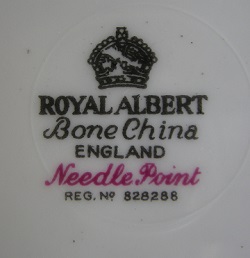 ROYAL ALBERT
Bone China
ENGLAND
Needle Point
REG. Nº 828288